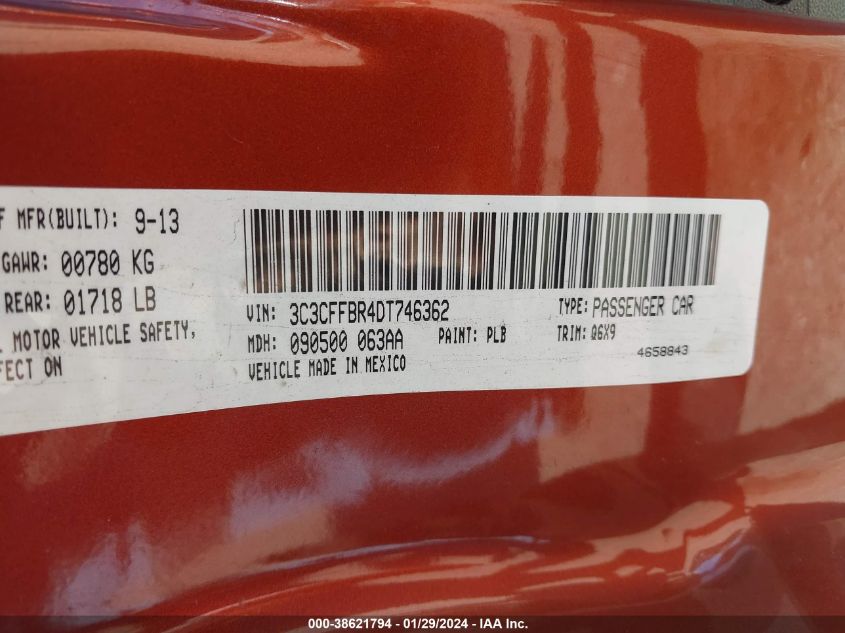 F MFR(BUILT): 9-13
GAWR: 00780 KG
REAR: 01718 LB
MOTOR VEHICLE SAFETY,
FECT ON
VIN: 3C3CFFBR4DT746362 TYPE: PASSENGER CAR
MDH: 090500 063AA PAINT: PLB TRIM: Q6X9
VEHICLE MADE IN MEXICO 4658843
000-38621794 - 01/29/2024 - IAA Inc.